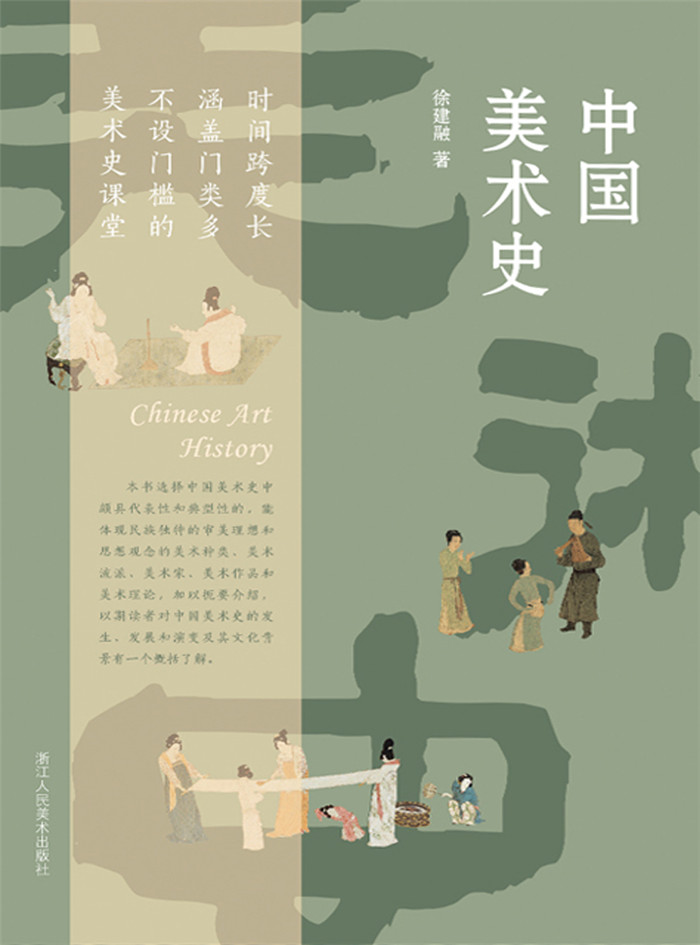 中国
美术史
徐建融 著
时间跨度长
涵盖门类多
不设门槛的
美术史课堂
Chinese Art
History
本书选择中国美术史中
颇具代表性和典型性的，能
体现民族独特的审美理想和
思想观念的美术种类、美术
流派、美术家、美术作品和
美术理论，加以扼要介绍，
以期读者对中国美术史的发
生、发展和演变及其文化背
景有一个概括了解。
浙江人民美术出版社